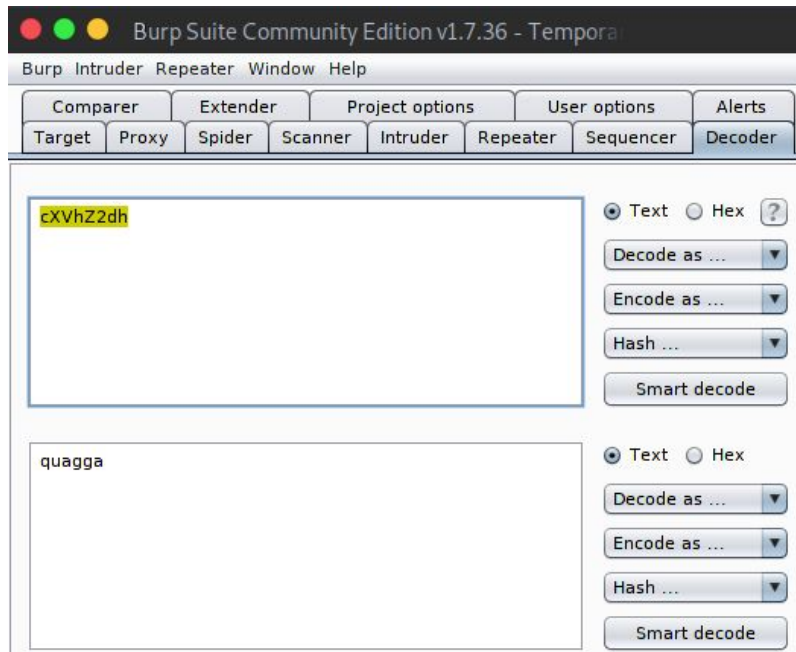 Burp Suite Community Edition v1.7.36 - Tempora
Burp Intruder Repeater Window Help
Comparer Extender Project options User options Alerts
Target Proxy Spider Scanner Intruder Repeater Sequencer Decoder
cXVhZ2dh
Text Hex ?
Decode as ...
Encode as ...
Hash ...
Smart decode
quagga
Text Hex
Decode as ...
Encode as ...
Hash ...
Smart decode